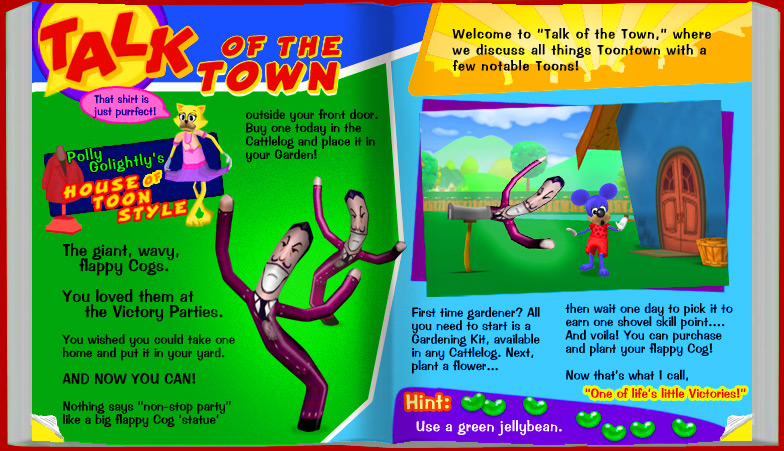 TALK
OF THE
TOWN
That shirt is
just purrfect!
Polly
Golightly's
HOUSE OF
TOON
STYLE
The giant, wavy,
flappy Cogs.
You loved them at
the Victory Parties.
You wished you could take one
home and put it in your yard.
AND NOW YOU CAN!
Nothing says "non-stop party"
like a big flappy Cog 'statue'
outside your front door.
Buy one today in the
Cattlelog and place it in
your Garden!
Welcome to "Talk of the Town," where
we discuss all things Toontown with a
few notable Toons!
First time gardener? All
you need to start is a
Gardening Kit, available
in any Cattlelog. Next,
plant a flower...
then wait one day to pick it to
earn one shovel skill point....
And voila! You can purchase
and plant your flappy Cog!
Now that's what I call,
"One of life's little Victories!"
Hint:
Use a green jellybean.